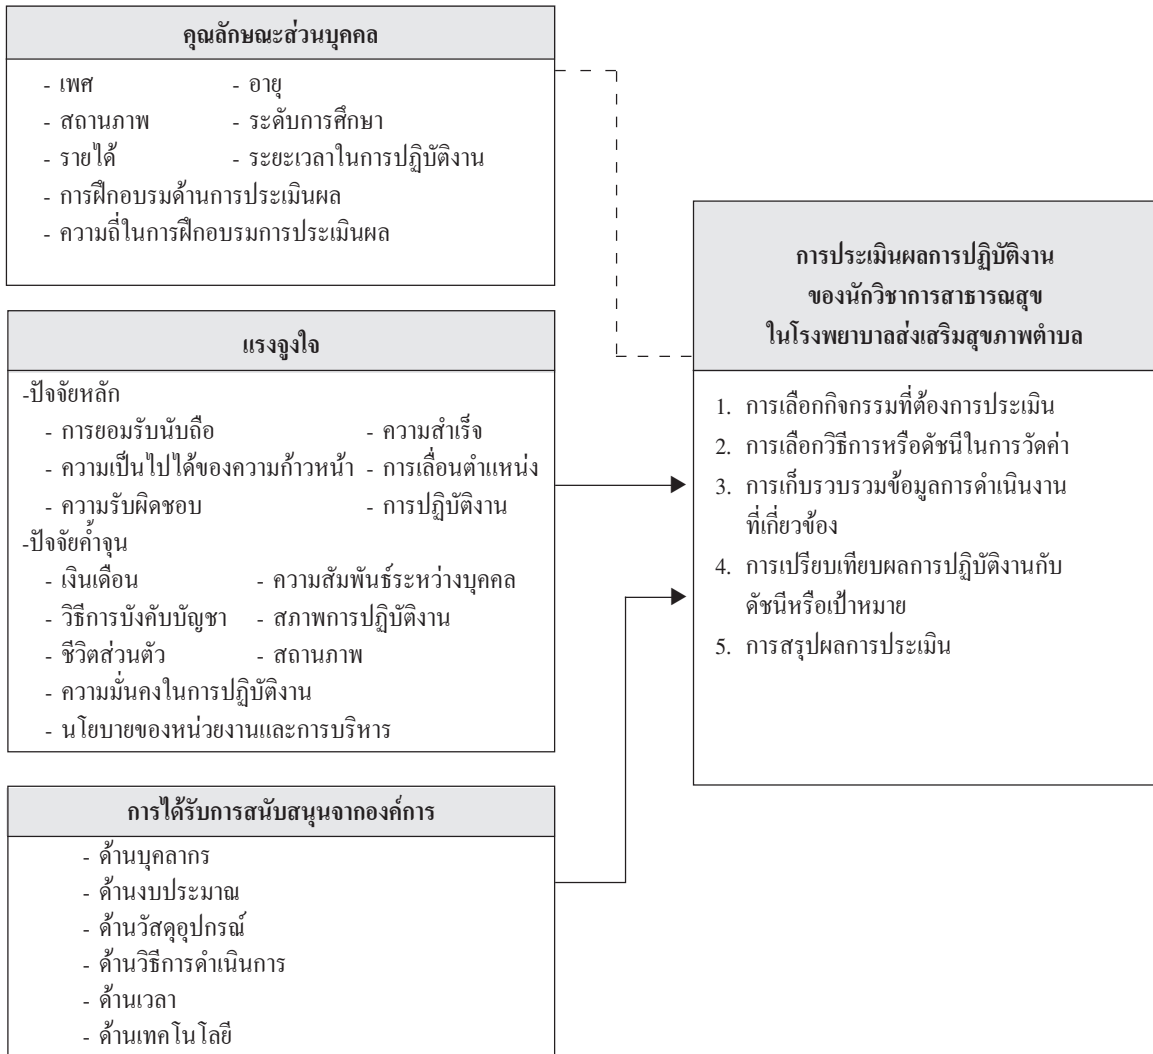 คุณลักษณะส่วนบุคคล
- เพศ - อายุ
- สถานภาพ - ระดับการศึกษา
- รายได้ - ระยะเวลาในการปฏิบัติงาน
- การฝึกอบรมด้านการประเมินผล
- ความถี่ในการฝึกอบรมการประเมินผล
แรงจูงใจ
-ปัจจัยหลัก
- การยอมรับนับถือ - ความสำเร็จ
- ความเป็นไปได้ของความก้าวหน้า - การเลื่อนตำแหน่ง
- ความรับผิดชอบ - การปฏิบัติงาน
-ปัจจัยค้ำจุน
- เงินเดือน - ความสัมพันธ์ระหว่างบุคคล
- วิธีการบังคับบัญชา - สภาพการปฏิบัติงาน
- ชีวิตส่วนตัว - สถานภาพ
- ความมั่นคงในการปฏิบัติงาน
- นโยบายของหน่วยงานและการบริหาร
การได้รับการสนับสนุนจากองค์การ
- ด้านบุคลากร
- ด้านงบประมาณ
- ด้านวัสดุอุปกรณ์
- ด้านวิธีการดำเนินการ
- ด้านเวลา
- ด้านเทคโนโลยี
การประเมินผลการปฏิบัติงาน
ของนักวิชาการสาธารณสุข
ในโรงพยาบาลส่งเสริมสุขภาพตำบล
1. การเลือกกิจกรรมที่ต้องการประเมิน
2. การเลือกวิธีการหรือดัชนีในการวัดค่า
3. การเก็บรวบรวมข้อมูลการดำเนินงาน
ที่เกี่ยวข้อง
4. การเปรียบเทียบผลการปฏิบัติงานกับ
ดัชนีหรือเป้าหมาย
5. การสรุปผลการประเมิน